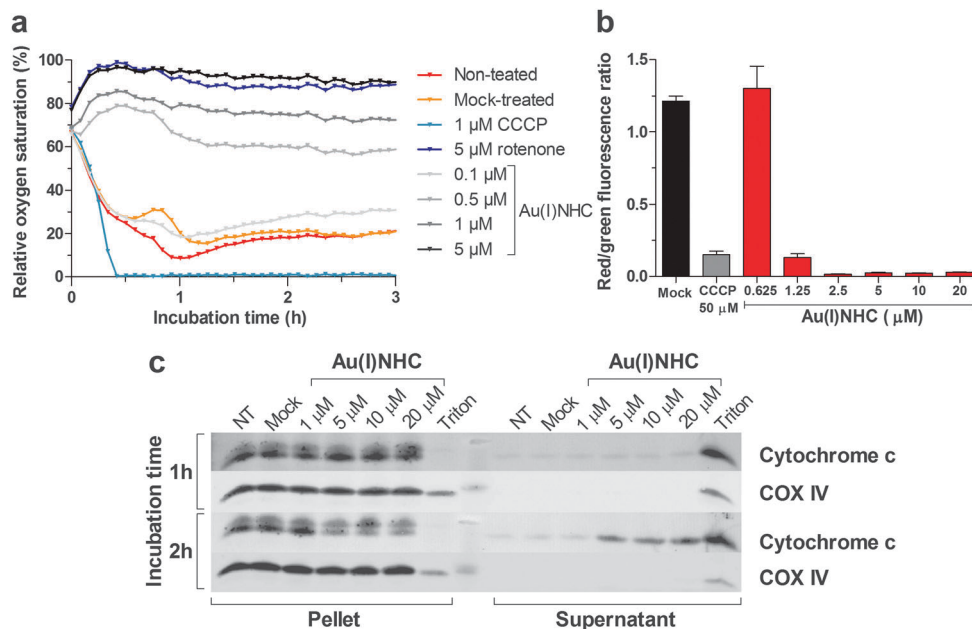 a
Relative oxygen saturation (%)
100
80
60
40
20
0
0
1
2
3
Incubation time (h)
Non-teated
Mock-treated
1 µM CCCP
5 µM rotenone
0.1 µM
0.5 µM
1 µM
5 µM
Au(I)NHC
b
Red/green fluorescence ratio
1.5
1.0
0.5
0.0
Mock
CCCP
50 µM
0.625
1.25
2.5
5
10
20
Au(I)NHC ( µM)
c
Au(I)NHC
Au(I)NHC
NT
Mock
1 µM
5 µM
10 µM
20 µM
Triton
NT
Mock
1 µM
5 µM
10 µM
20 µM
Triton
Incubation time
1h
Cytochrome c
COX IV
2h
Cytochrome c
COX IV
Pellet
Supernatant